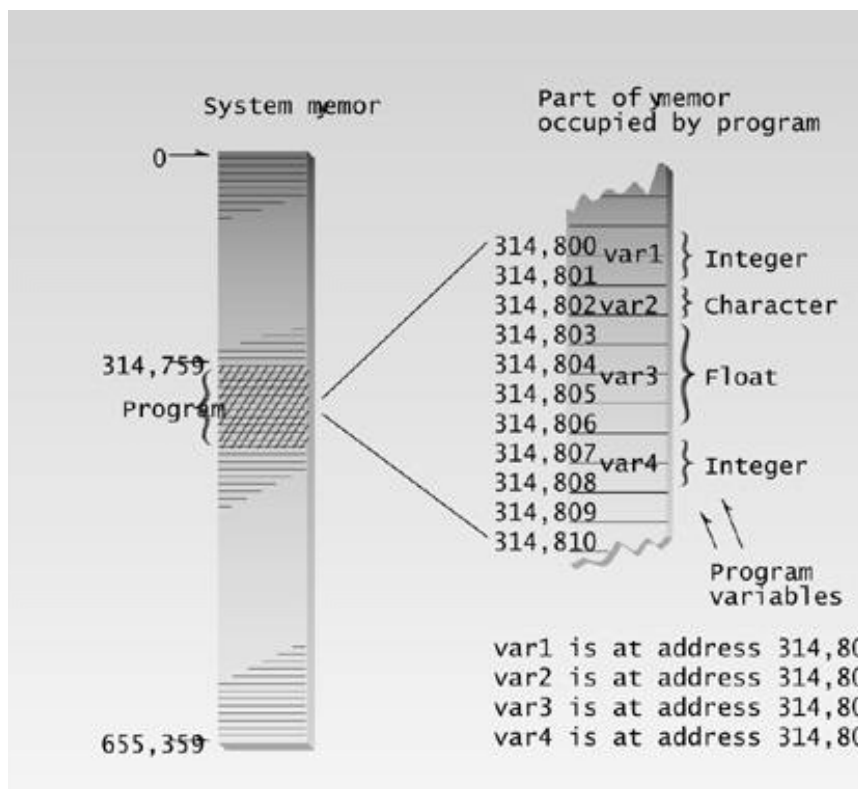 System myemor
Part of ymemor
occupied by program
0
314,759
Program
655,359
314,800
var1
Integer
314,801
314,802
var2
Character
314,803
314,804
var3
Float
314,805
314,806
314,807
var4
Integer
314,808
314,809
314,810
Program
variables
var1 is at address 314,80
var2 is at address 314,80
var3 is at address 314,80
var4 is at address 314,80